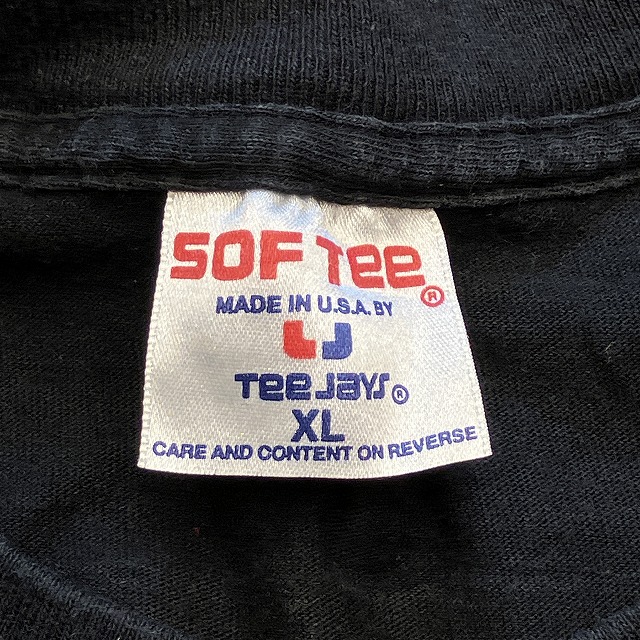 SOF Tee®
MADE IN U.S.A. BY
Tee Jays®
XL
CARE AND CONTENT ON REVERSE